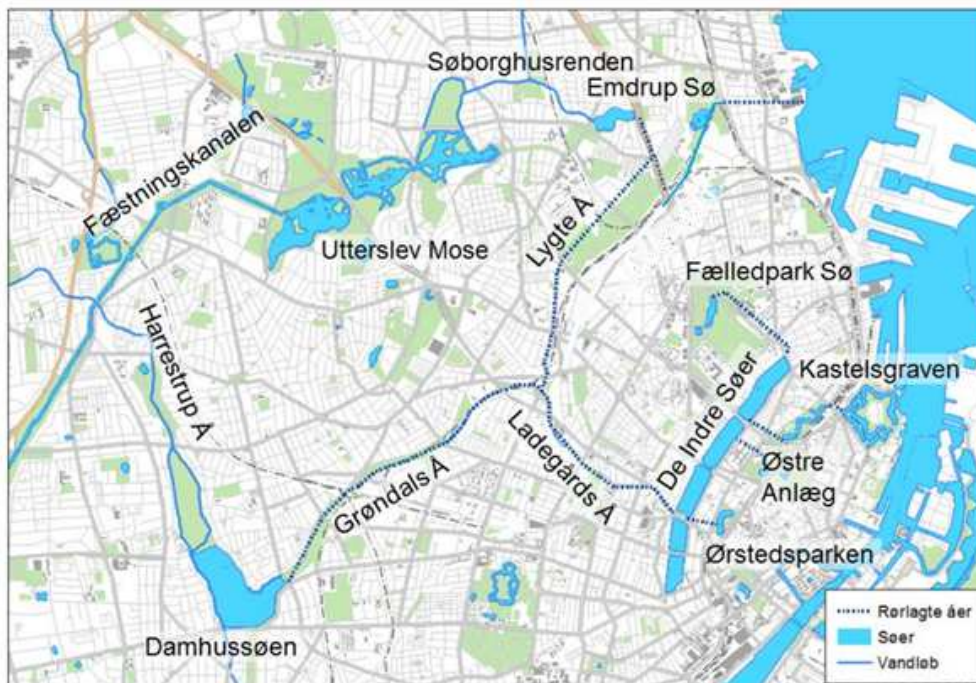 Søborghusrenden
Emdrup Sø
Fæstningskanalen
Utterslev Mose
Lygte Å
Fælledpark Sø
Harrestrup Å
Kastelsgraven
De Indre Søer
Ladegårds Å
Grøndals Å
Østre
Anlæg
Ørstedsparken
Damhussøen
Rørlagte åer
Søer
Vandløb